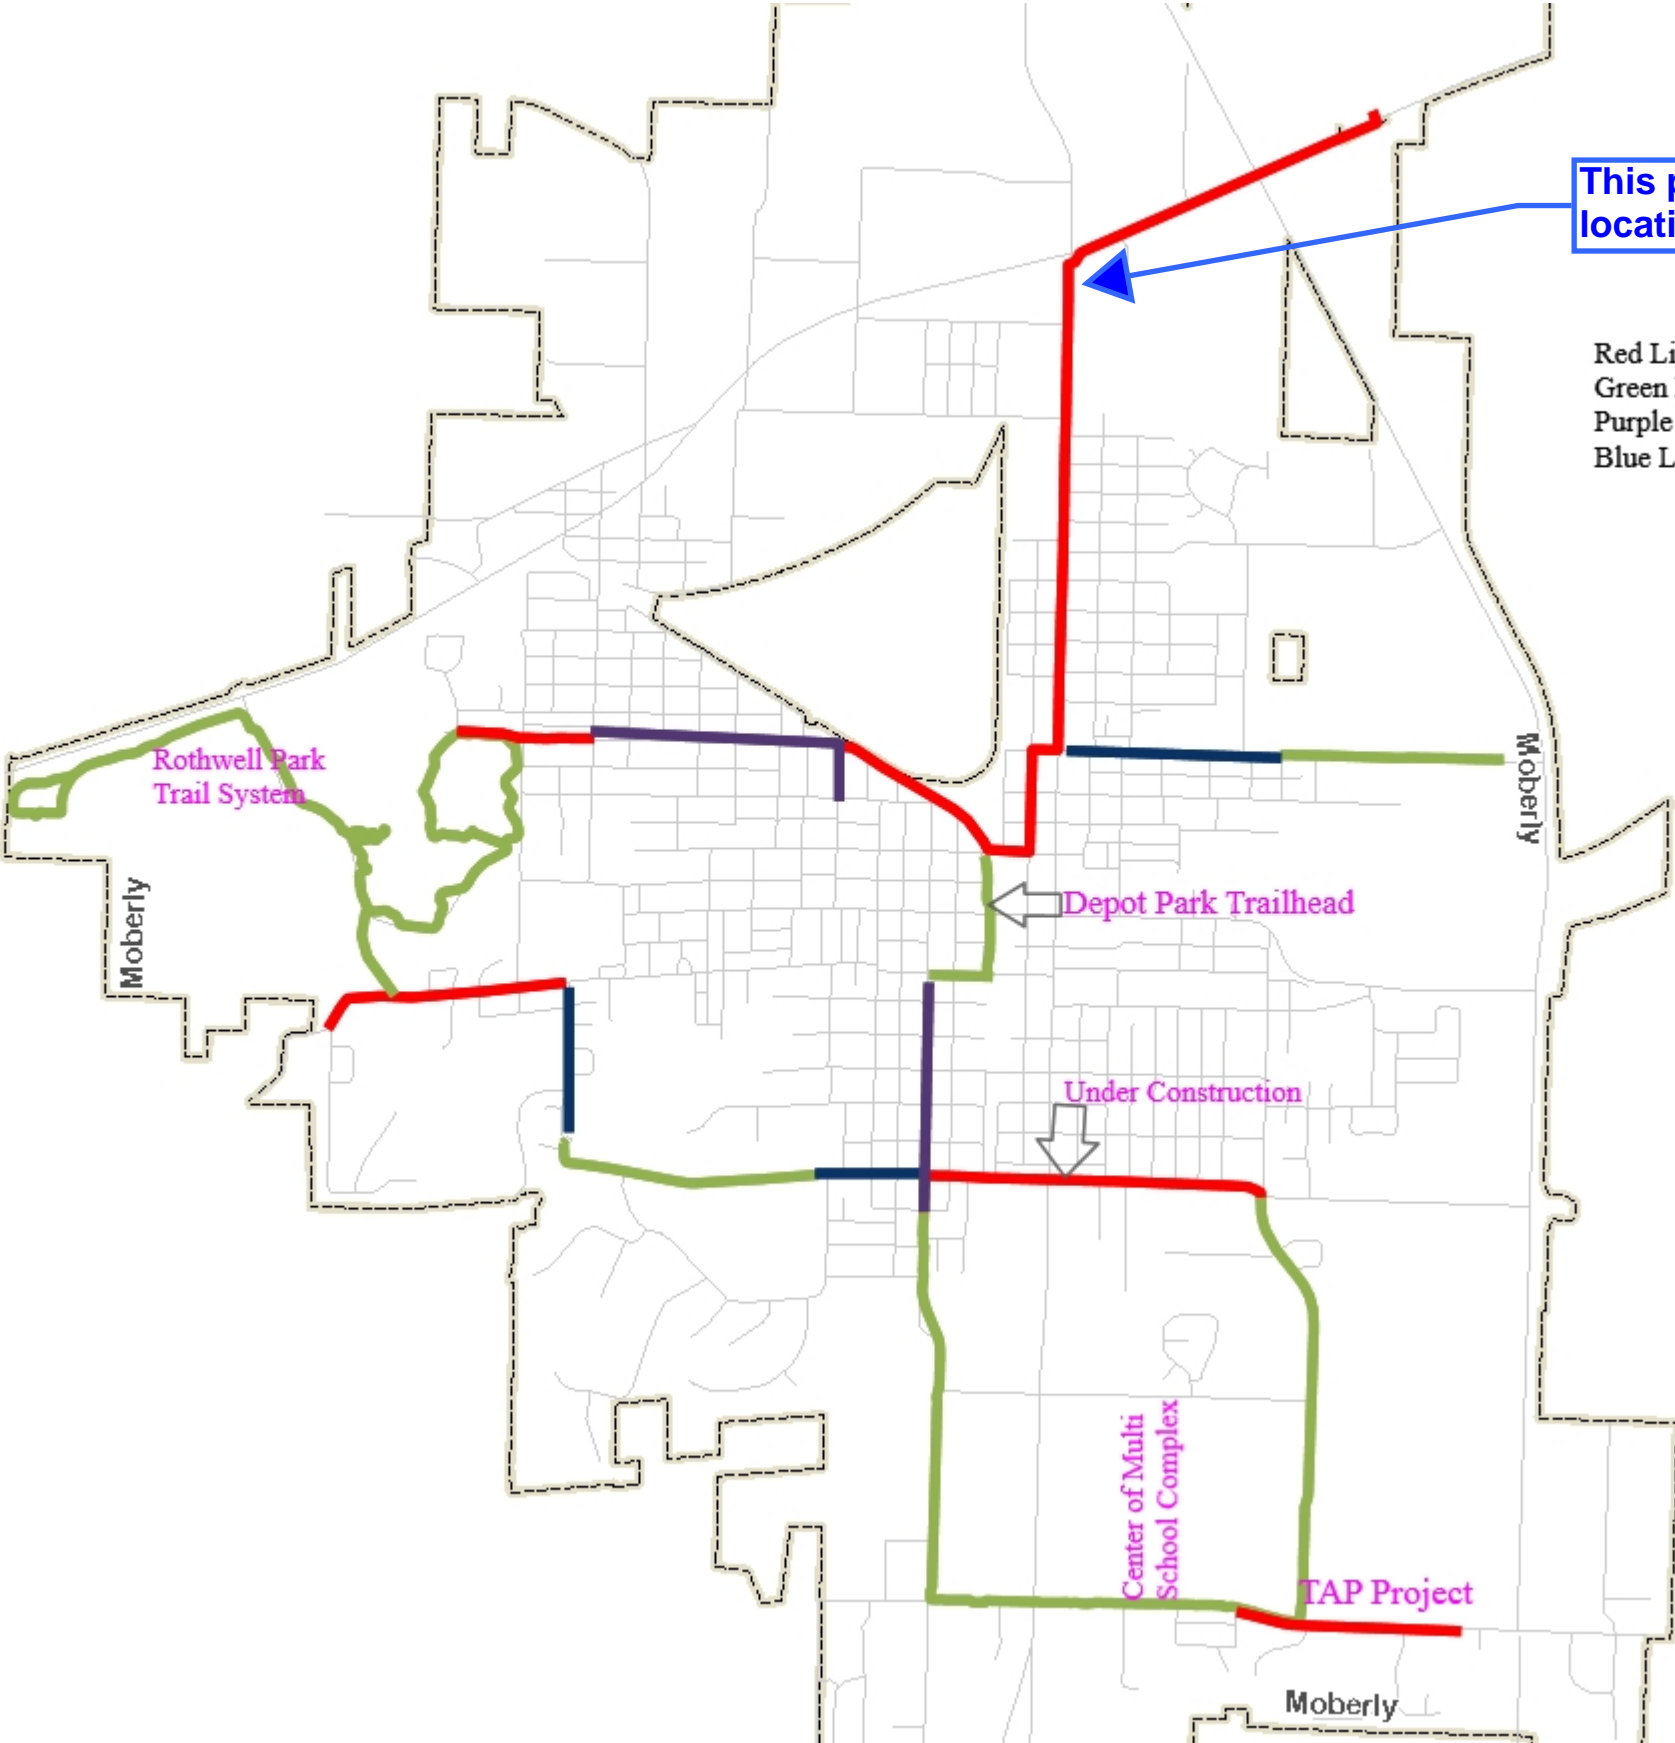 This
locati
Red Li
Green
Purple
Blue L
Rothwell Park
Trail System
Moberly
Moberly
Depot Park Trailhead
Under Construction
Center of Multi
School Complex
TAP Project
Moberly